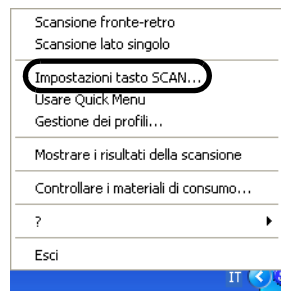 Scansione fronte-retro
Scansione lato singolo
Impostazioni tasto SCAN...
Usare Quick Menu
Gestione dei profili...
Mostrare i risultati della scansione
Controllare i materiali di consumo...
?
Esci
IT